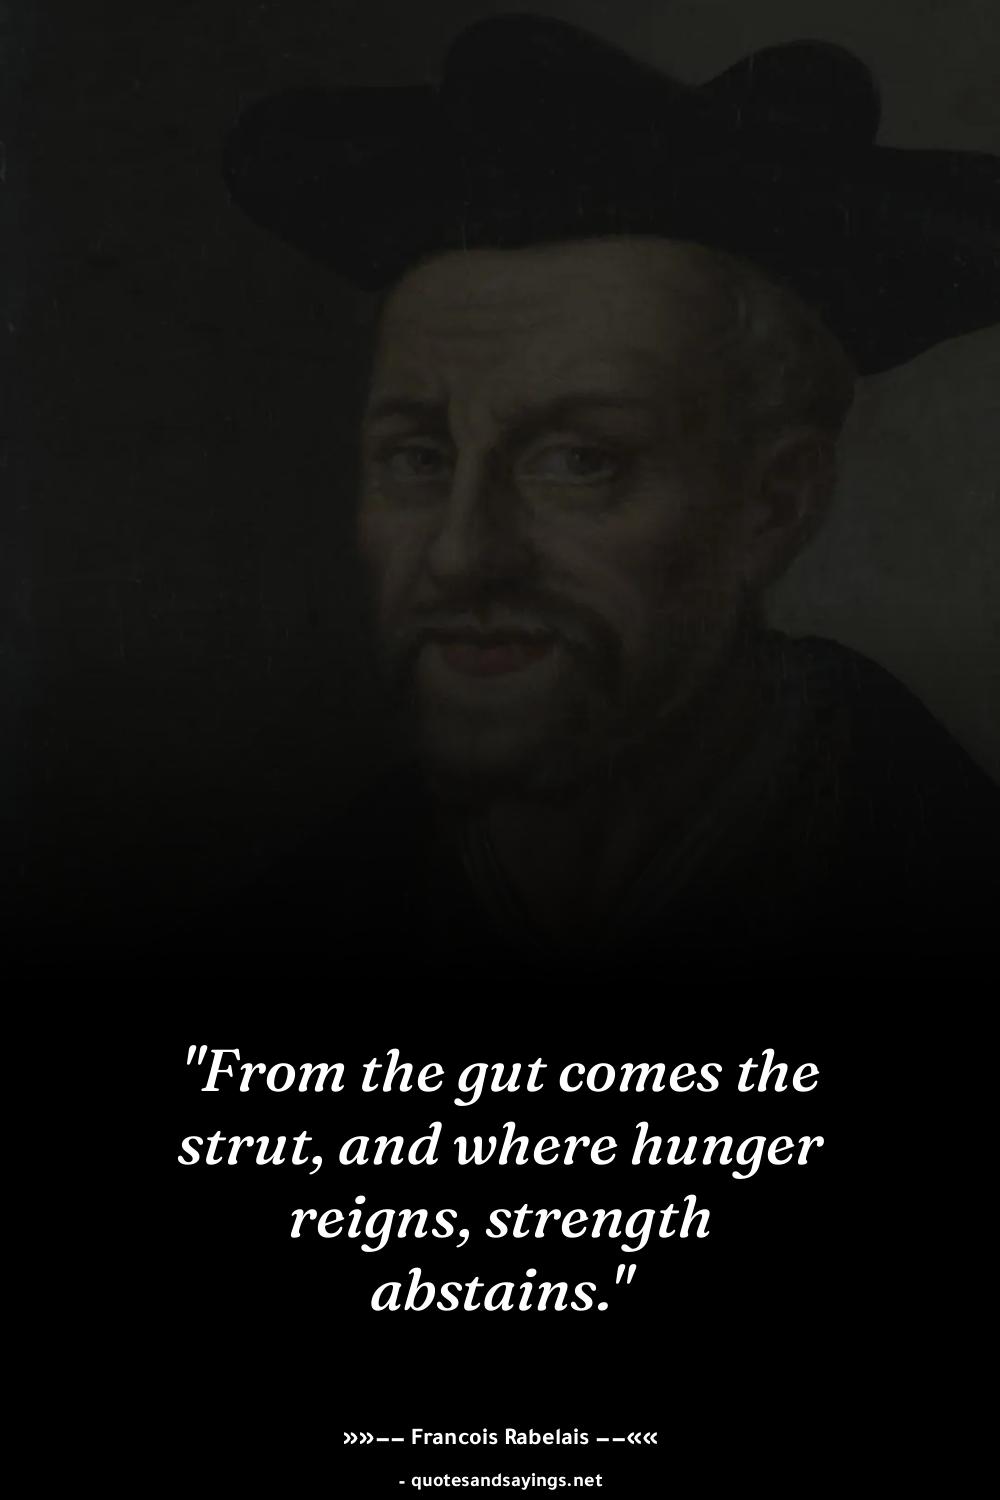 "From the gut comes the
strut, and where hunger
reigns, strength
abstains."
»»−− Francois Rabelais −−««
- quotesandsayings.net